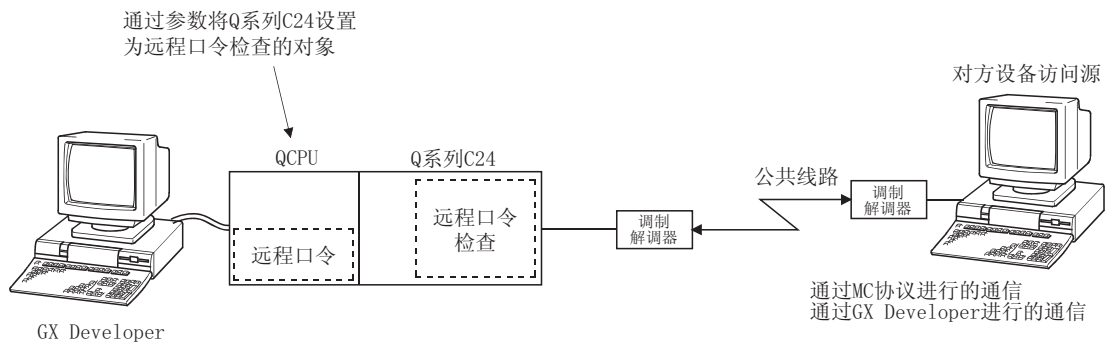 通过参数将Q系列C24设置
为远程口令检查的对象
对方设备访问源
QCPU
Q系列C24
公共线路
调制
解调器
远程口令
检查
调制
解调器
远程口令
通过MC协议进行的通信
通过GX Developer进行的通信
GX Developer